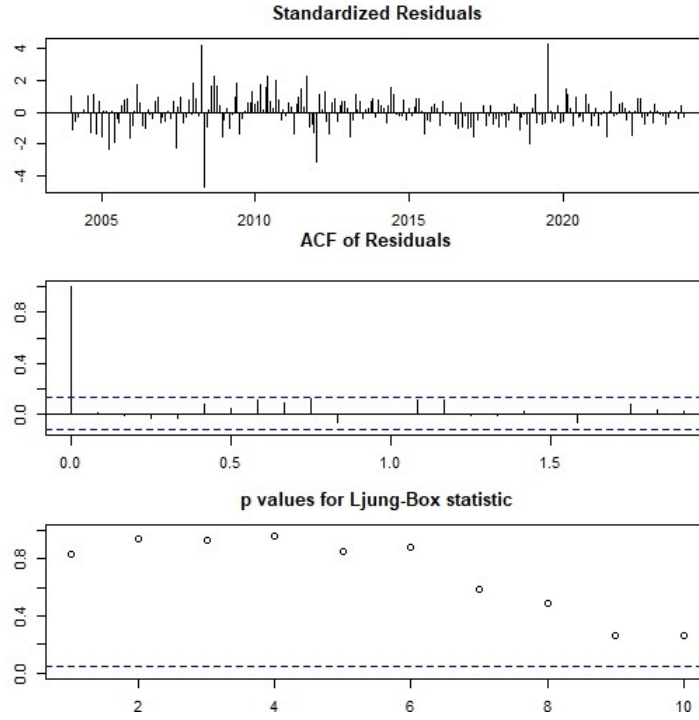 Standardized Residuals
4
2
0
-2
-4
2005 2010 2015 2020
ACF of Residuals
0.8
0.4
0.0
0.0 0.5 1.0 1.5
p values for Ljung-Box statistic
0.8
0.4
0.0
2 4 6 8 10